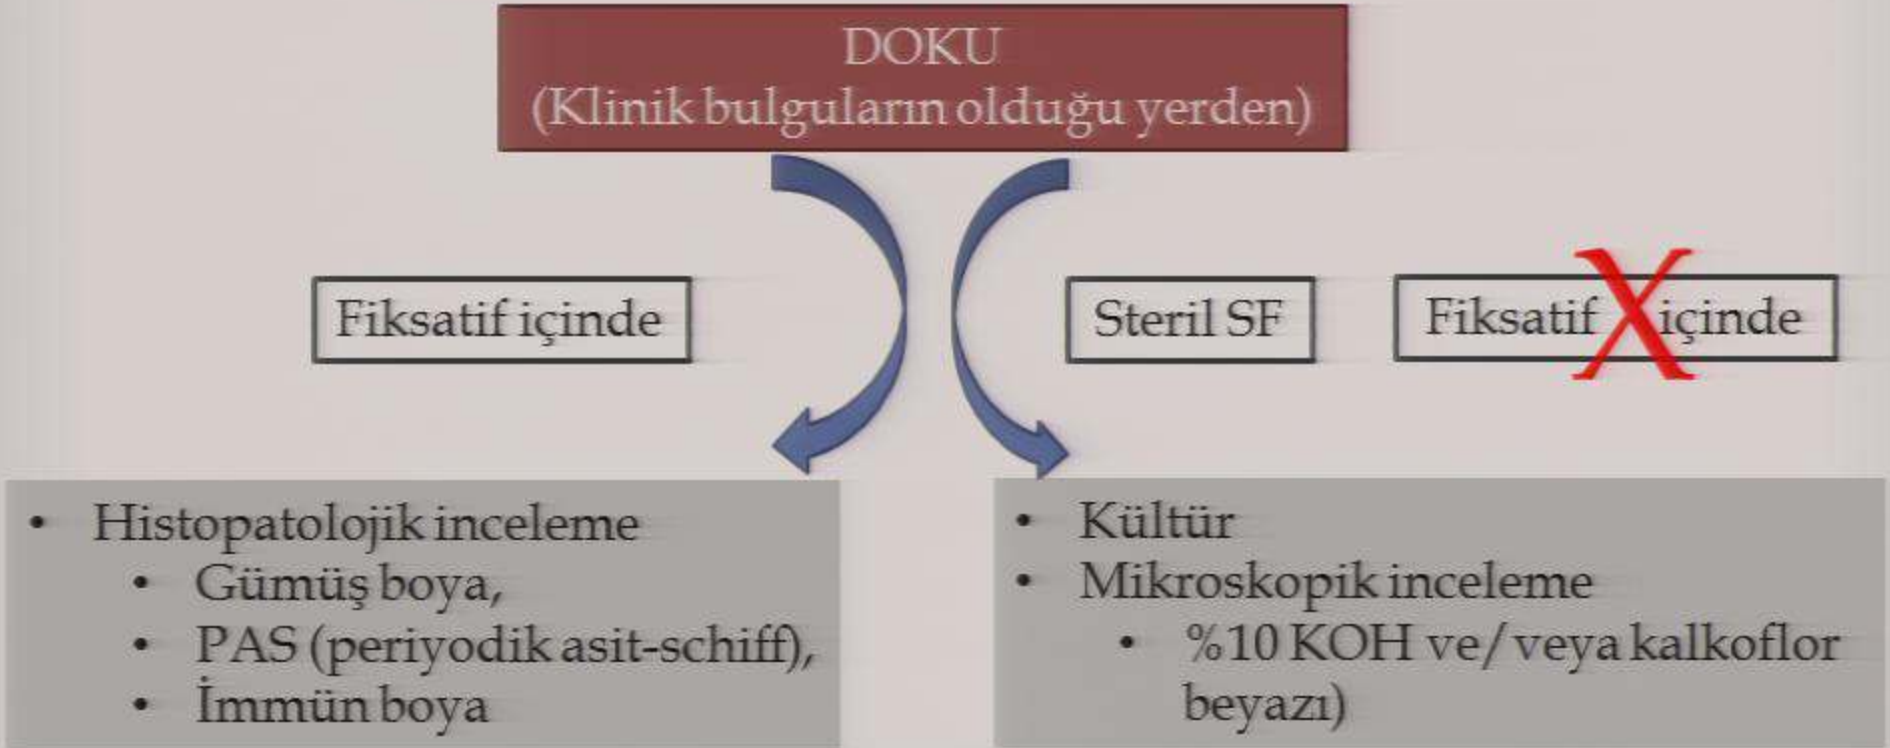 DOKU
(Klinik bulguların olduğu yerden)
Fiksatif içinde
Steril SF
Fiksatif X içinde
• Histopatolojik inceleme
• Gümüş boya,
• PAS (periyodik asit-schiff),
• İmmün boya
• Kültür
• Mikroskopik inceleme
• %10 KOH ve/veya kalkoflor
beyazı)